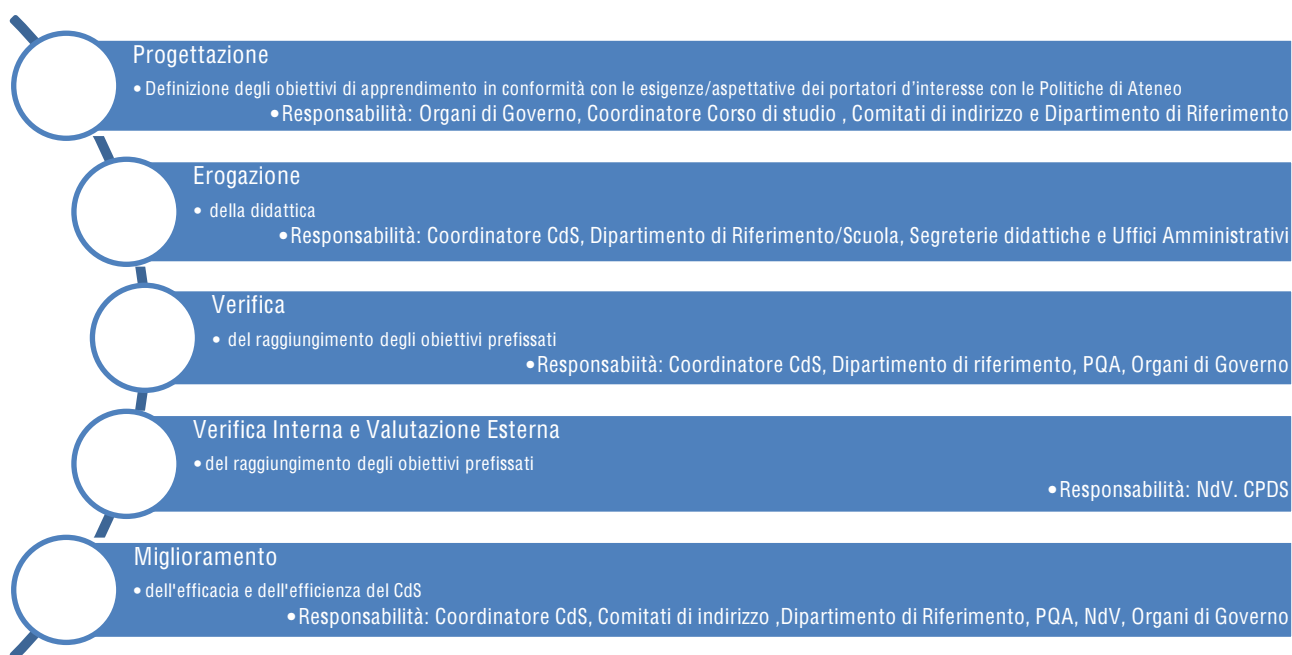 Progettazione
• Definizione degli obiettivi di apprendimento in conformità con le esigenze/aspettative dei portatori d'interesse con le Politiche di Ateneo
• Responsabilità: Organi di Governo, Coordinatore Corso di studio , Comitati di indirizzo e Dipartimento di Riferimento
Erogazione
• della didattica
• Responsabilità: Coordinatore CdS, Dipartimento di Riferimento/Scuola, Segreterie didattiche e Uffici Amministrativi
Verifica
• del raggiungimento degli obiettivi prefissati
• Responsabiità: Coordinatore CdS, Dipartimento di riferimento, PQA, Organi di Governo
Verifica Interna e Valutazione Esterna
• del raggiungimento degli obiettivi prefissati
• Responsabilità: NdV. CPDS
Miglioramento
• dell'efficacia e dell'efficienza del CdS
• Responsabilità: Coordinatore CdS, Comitati di indirizzo ,Dipartimento di Riferimento, PQA, NdV, Organi di Governo